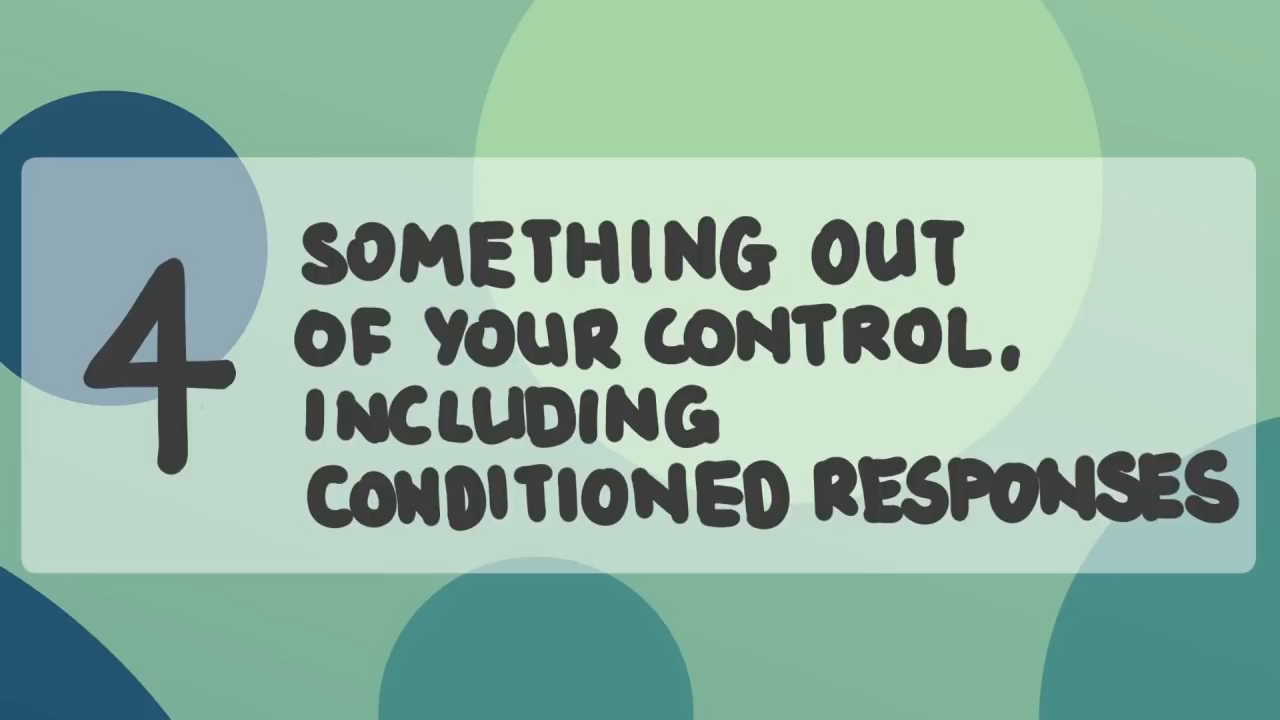 4
SOMETHING OUT
OF YOUR CONTROL,
INCLUDING
CONDITIONED RESPONSES